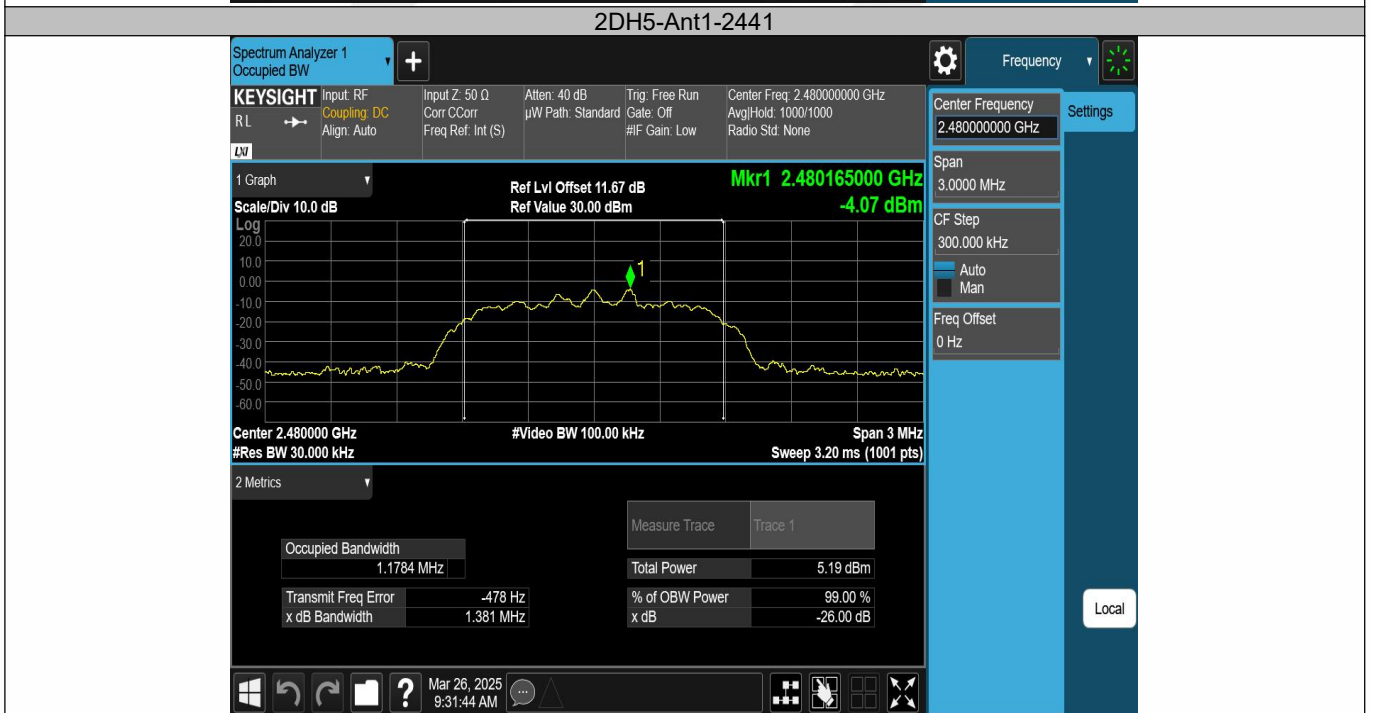 2DH5-Ant1-2441
Spectrum Analyzer 1
Occupied BW
+
Frequency
KEYSIGHT
RL
LXI
Input: RF
Coupling: DC
Align: Auto
Input Z: 50 Ω
Corr CCorr
Freq Ref: Int (S)
Atten: 40 dB
µW Path: Standard
Trig: Free Run
Gate: Off
#IF Gain: Low
Center Freq: 2.480000000 GHz
Avg|Hold: 1000/1000
Radio Std: None
Center Frequency
2.480000000 GHz
Settings
Span
3.0000 MHz
CF Step
300.000 kHz
Auto
Man
Freq Offset
0 Hz
Local
1 Graph
Scale/Div 10.0 dB
Ref Lvl Offset 11.67 dB
Ref Value 30.00 dBm
Mkr1 2.480165000 GHz
-4.07 dBm
Log
20.0
10.0
0.00
-10.0
-20.0
-30.0
-40.0
-50.0
-60.0
1
Center 2.480000 GHz
#Video BW 100.00 kHz
Span 3 MHz
#Res BW 30.000 kHz
Sweep 3.20 ms (1001 pts)
2 Metrics
Measure Trace Trace 1
Occupied Bandwidth
1.1784 MHz
Total Power 5.19 dBm
Transmit Freq Error -478 Hz
% of OBW Power 99.00 %
x dB Bandwidth 1.381 MHz
x dB -26.00 dB
?
Mar 26, 2025
9:31:44 AM